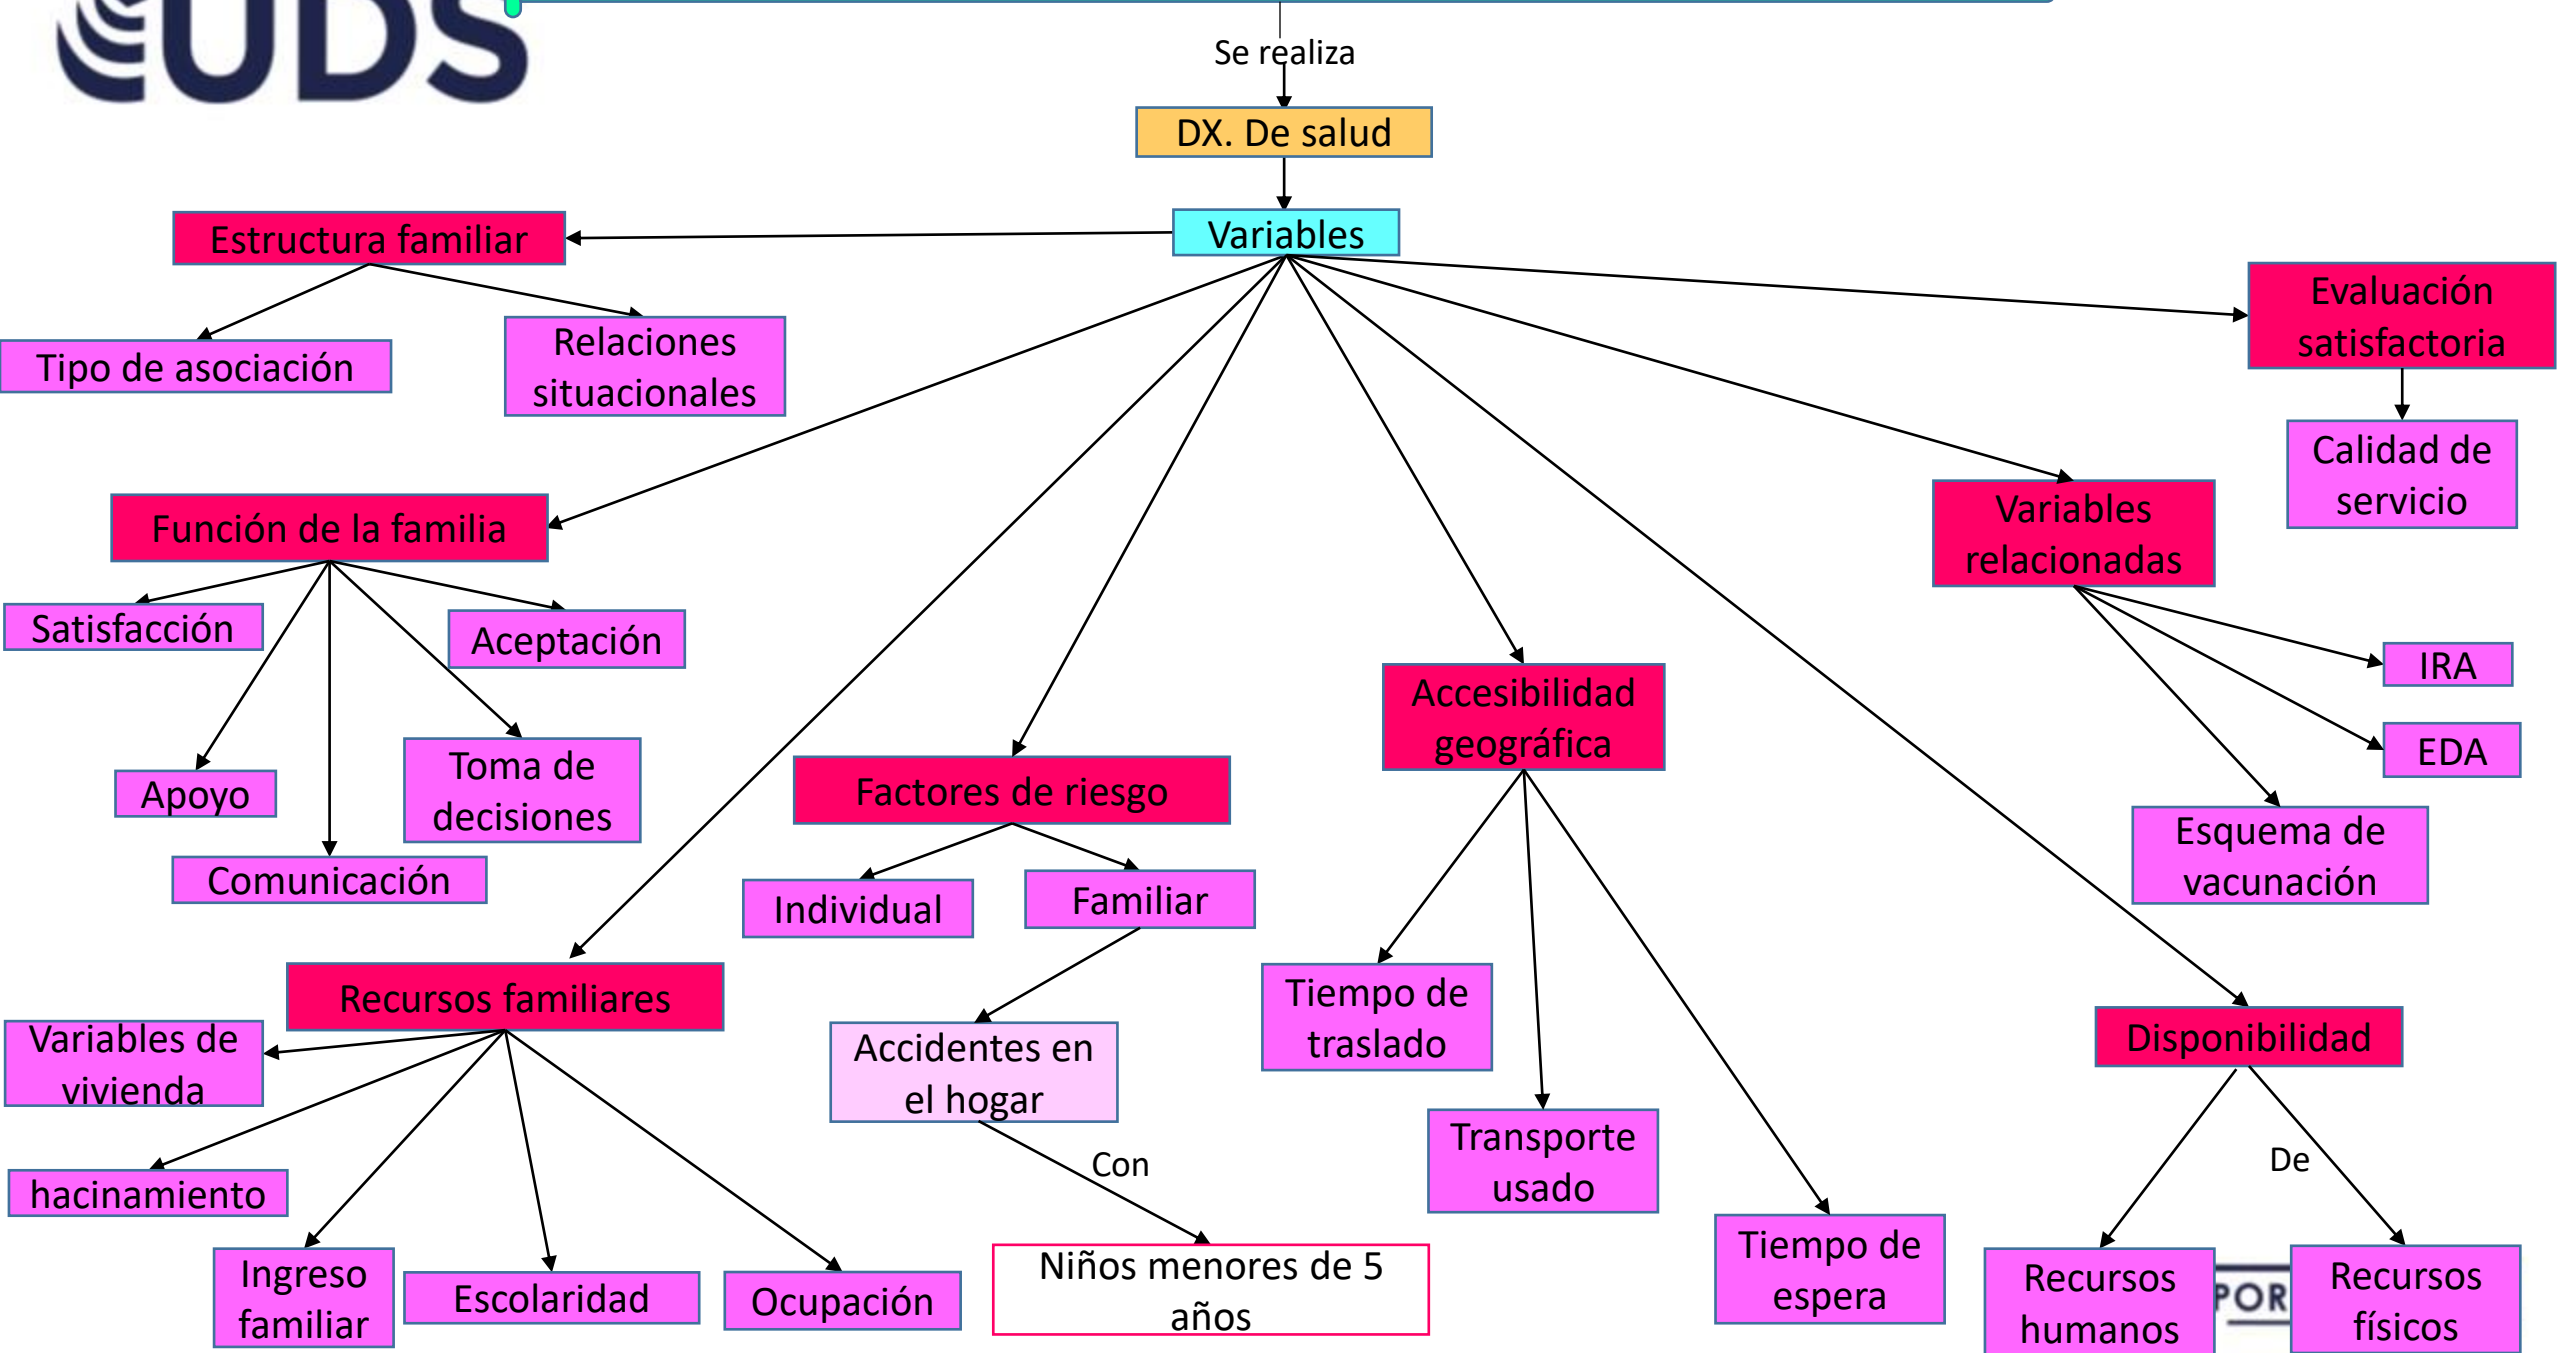 UDS
Se realiza
DX. De salud
Variables
Estructura familiar
Tipo de asociación
Relaciones
situacionales
Evaluación
satisfactoria
Calidad de
servicio
Función de la familia
Satisfacción
Aceptación
Apoyo
Toma de
decisiones
Comunicación
Variables
relacionadas
IRA
EDA
Esquema de
vacunación
Factores de riesgo
Individual
Familiar
Accidentes en
el hogar
Con
Niños menores de 5
años
Accesibilidad
geográfica
Tiempo de
traslado
Transporte
usado
Tiempo de
espera
Recursos familiares
Variables de
vivienda
hacinamiento
Ingreso
familiar
Escolaridad
Ocupación
Disponibilidad
De
Recursos
humanos
POR
Recursos
físicos